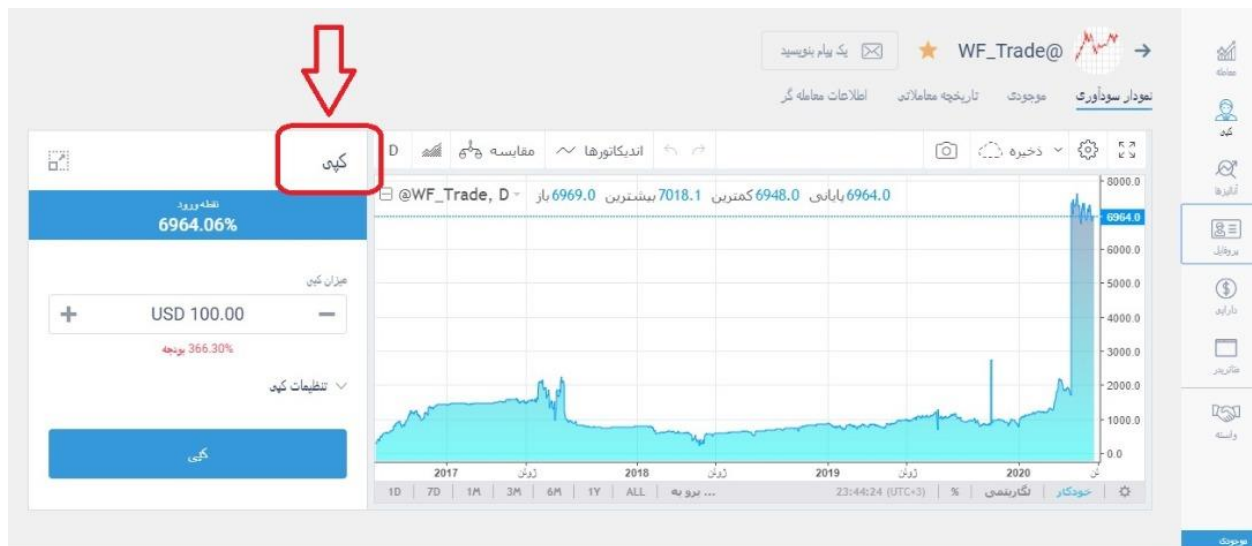 WF_Trade@
یک پیام بنویسید
نمودار سودآوری
موجودی
تاریخچه معاملاتی
اطلاعات معامله گر
معامله
کپی
آنالیزها
پروفایل
دارایی
متاتریدر
واسته
موجودی
ذخیره
اندیکاتورها
مقایسه
D
@WF_Trade, D
باز 6969.0 بیشترین 7018.1 کمترین 6948.0 پایانی 6964.0
8000.0
6964.0
6000.0
5000.0
4000.0
3000.0
2000.0
1000.0
0.0
2017 ژوئن 2018 ژوئن 2019 ژوئن 2020 ئن
1D | 7D | 1M | 3M | 6M | 1Y | ALL | برو به ...
23:44:24 (UTC+3) | % | لگاریتمی | خودکار
کپی
نقطه ورود
6964.06%
میزان کپی
+ USD 100.00 −
366.30% بودجه
تنظیمات کپی
کپی